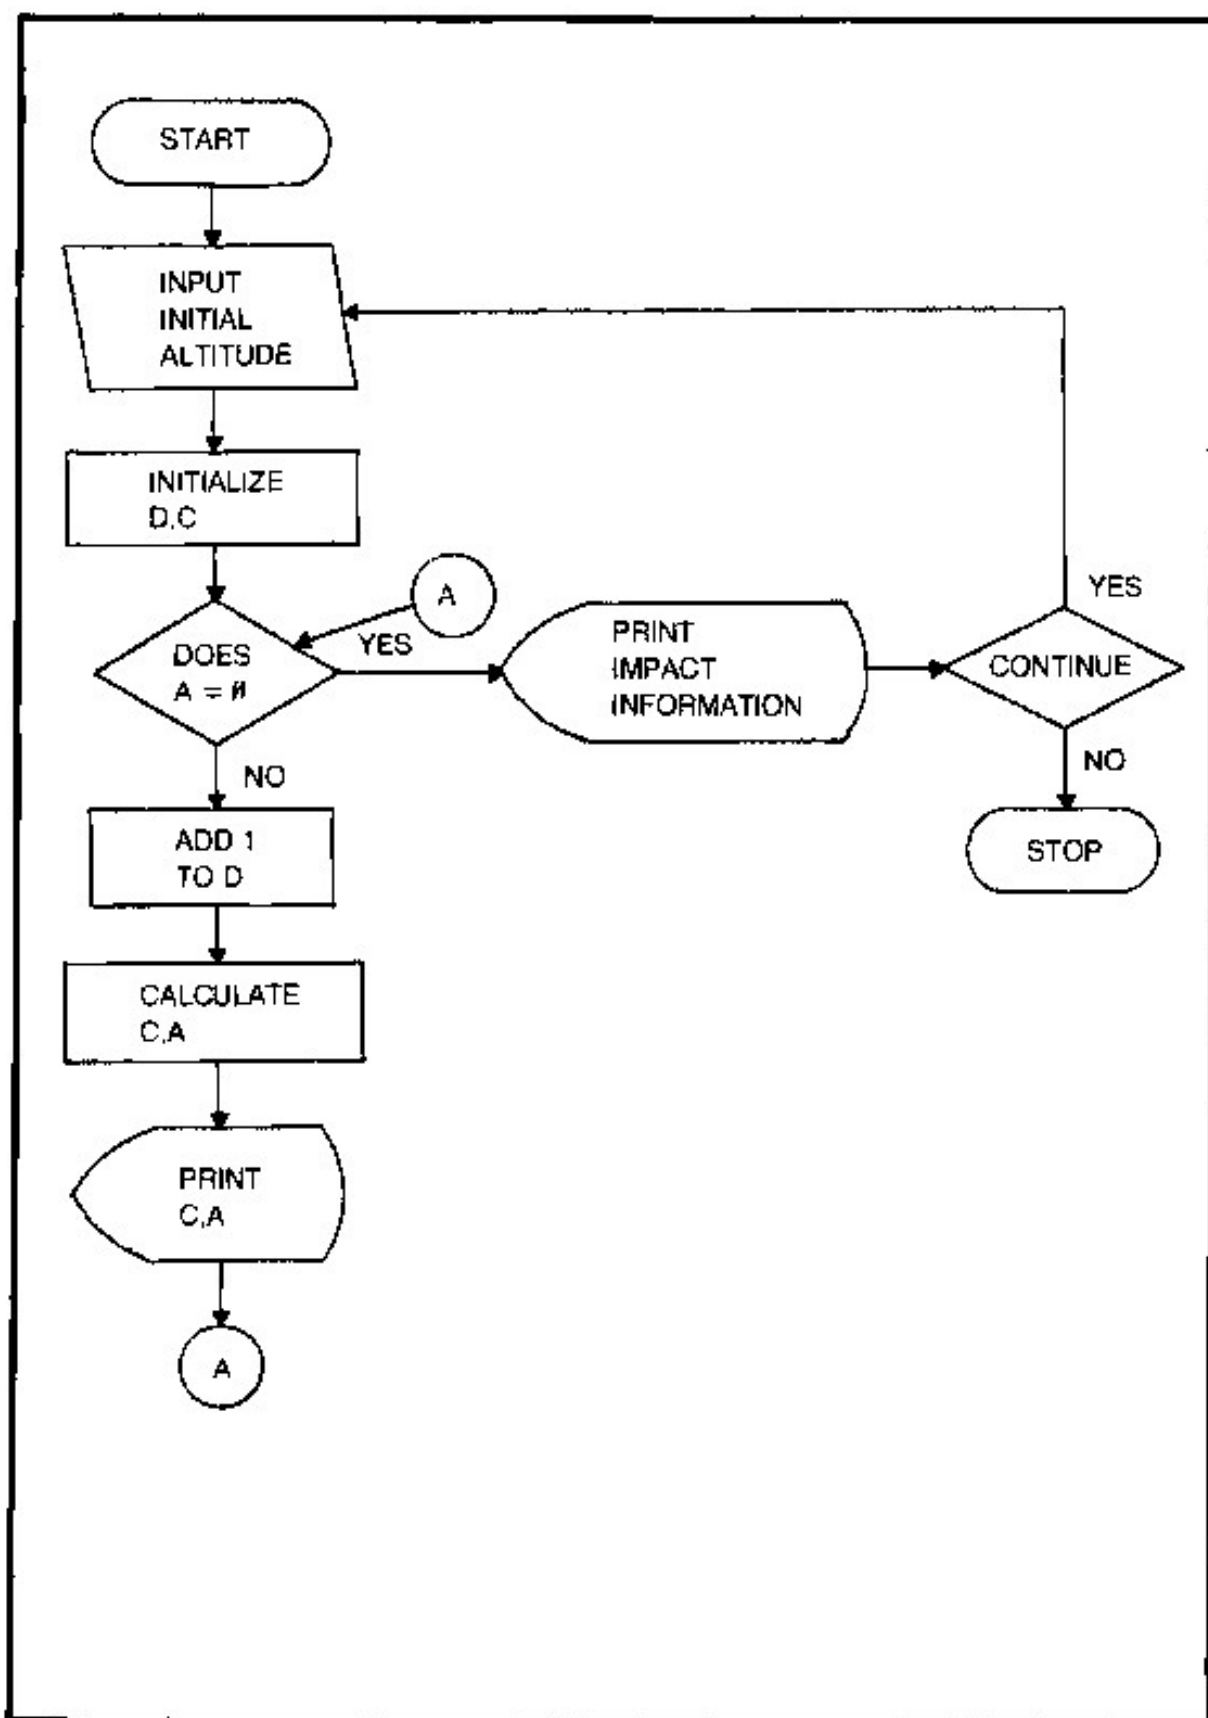 START
INPUT
INITIAL
ALTITUDE
INITIALIZE
D,C
A
YES
DOES
A = 0
PRINT
IMPACT
INFORMATION
YES
CONTINUE
NO
STOP
NO
ADD 1
TO D
CALCULATE
C,A
PRINT
C,A
A